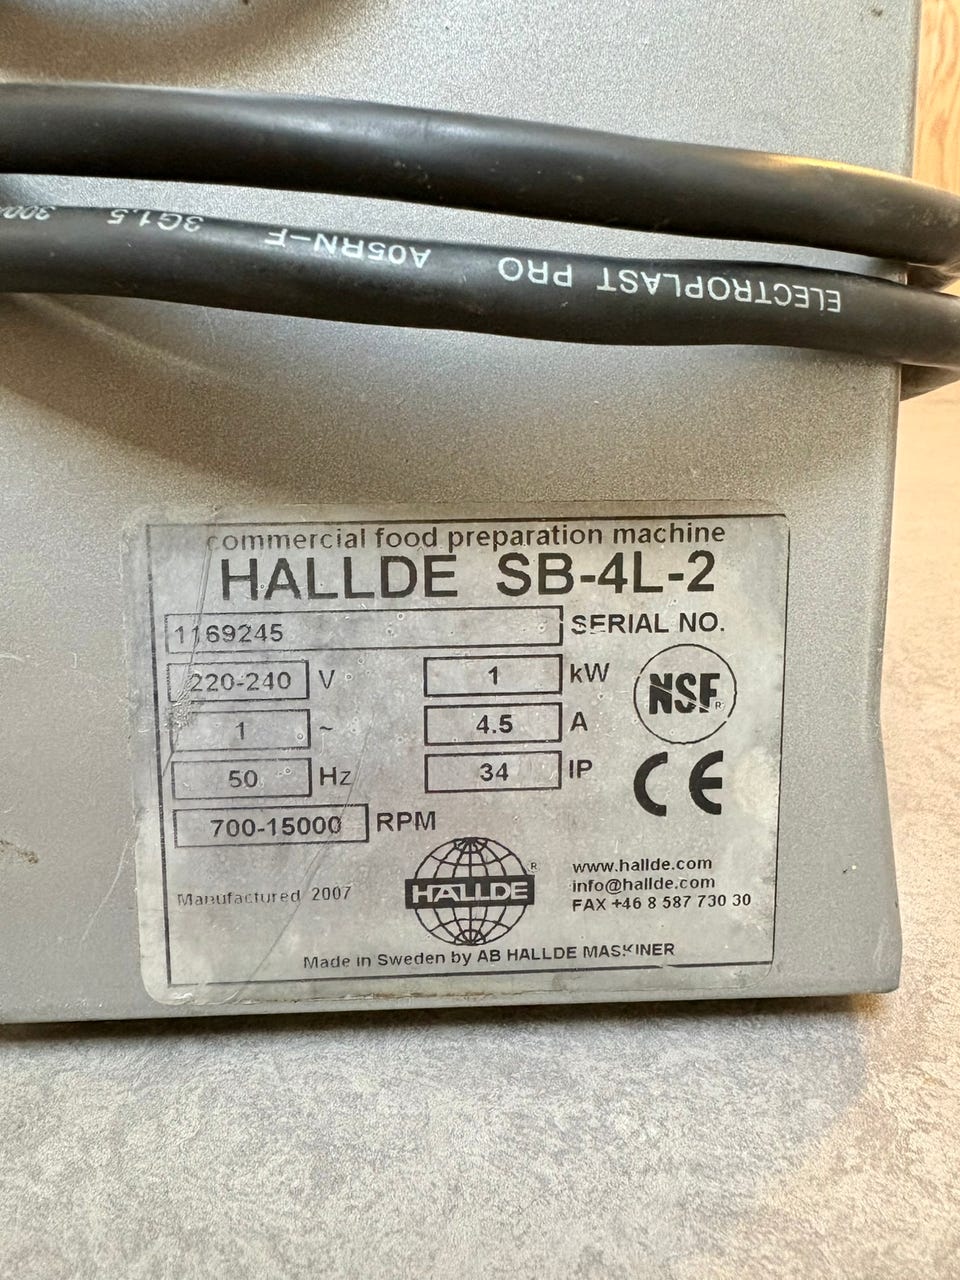 ELECTROPLAST PRO A05RN-F 3G1,5 300
commercial food preparation machine
HALLDE SB-4L-2
1169245 SERIAL NO.
220-240 V 1 kW
1 ~ 4.5 A
50 Hz 34 IP
NSF®
CE
700-15000 RPM
Manufactured 2007
HALLDE®
www.hallde.com
info@hallde.com
FAX +46 8 587 730 30
Made in Sweden by AB HALLDE MASKINER